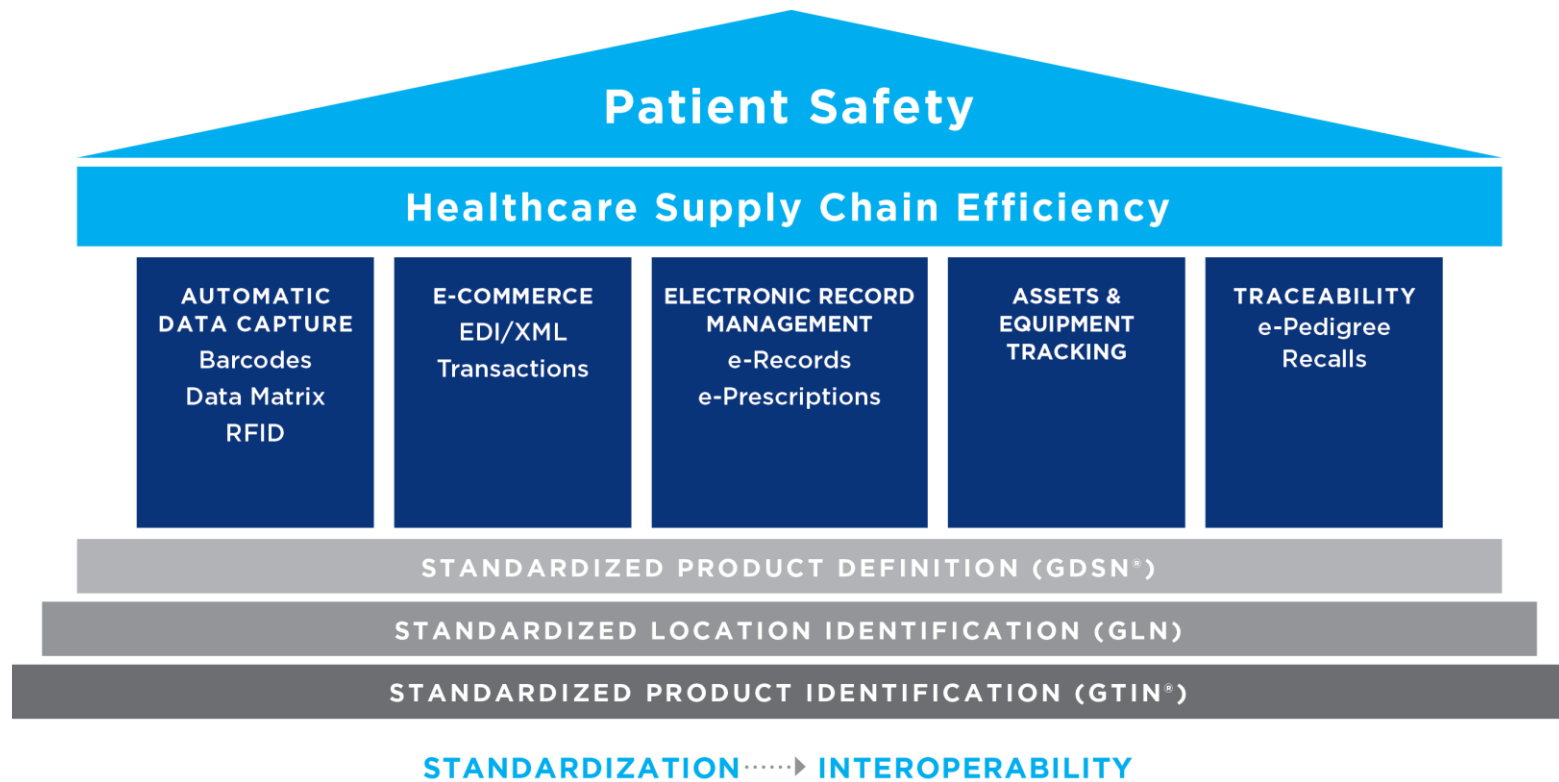 Patient Safety
Healthcare Supply Chain Efficiency
AUTOMATIC
DATA CAPTURE
Barcodes
Data Matrix
RFID
E-COMMERCE
EDI/XML
Transactions
ELECTRONIC RECORD
MANAGEMENT
e-Records
e-Prescriptions
ASSETS &
EQUIPMENT
TRACKING
TRACEABILITY
e-Pedigree
Recalls
STANDARDIZED PRODUCT DEFINITION (GDSN®)
STANDARDIZED LOCATION IDENTIFICATION (GLN)
STANDARDIZED PRODUCT IDENTIFICATION (GTIN®)
STANDARDIZATION INTEROPERABILITY